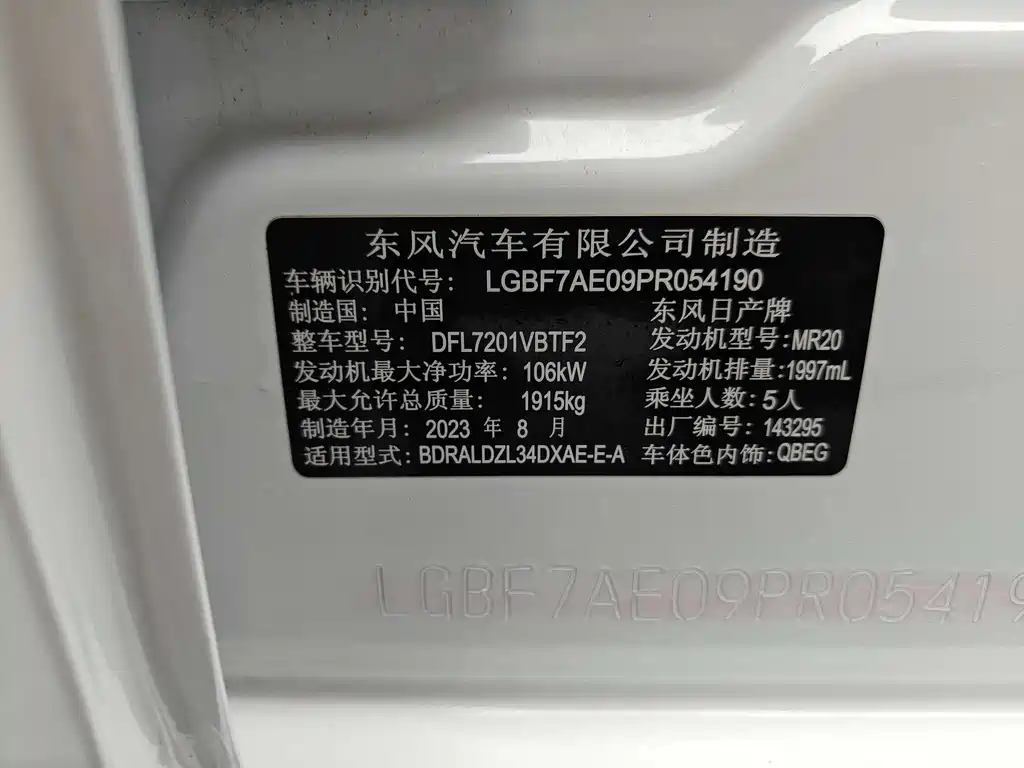 东风汽车有限公司制造
车辆识别代号: LGBF7AE09PR054190
制造国: 中国 东风日产牌
整车型号: DFL7201VBTF2 发动机型号:MR20
发动机最大净功率: 106kW 发动机排量:1997mL
最大允许总质量: 1915kg 乘坐人数:5人
制造年月: 2023 年 8 月 出厂编号: 143295
适用型式: BDRALDZL34DXAE-E-A 车体色内饰:QBEG
LGBF7AE09PR05419